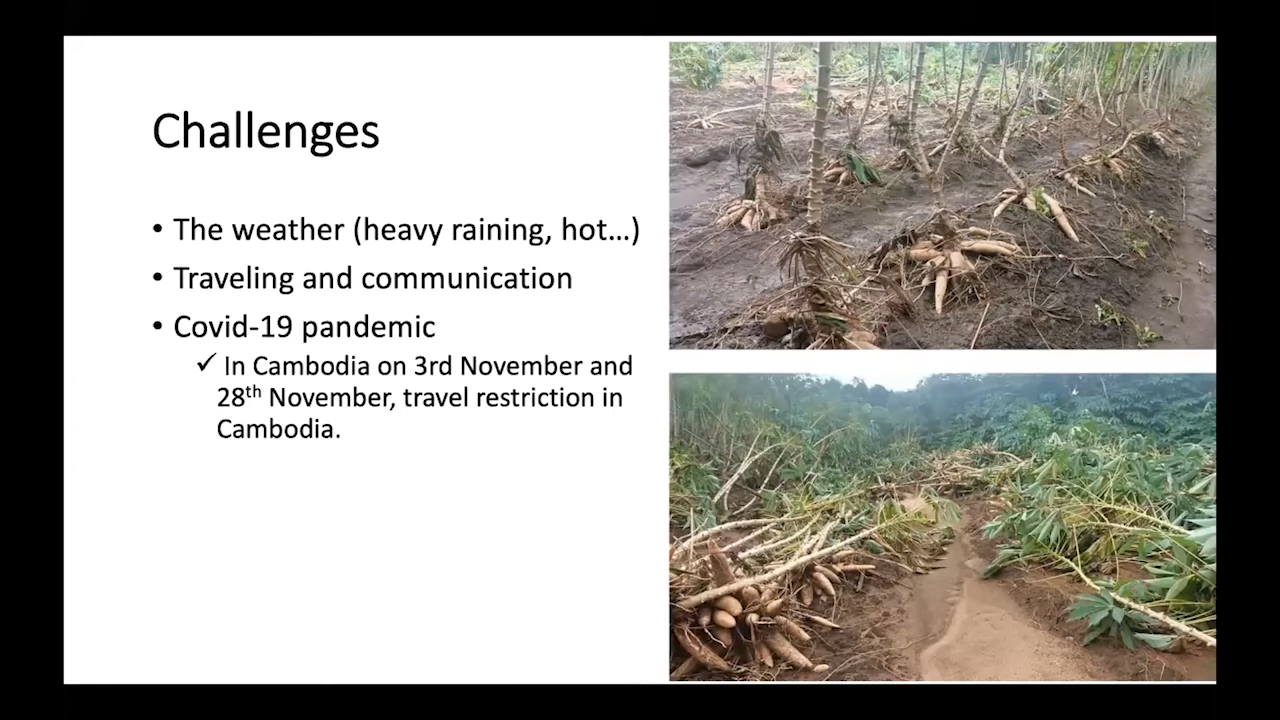 Challenges
• The weather (heavy raining, hot…)
• Traveling and communication
• Covid-19 pandemic
✓ In Cambodia on 3rd November and
28th November, travel restriction in
Cambodia.